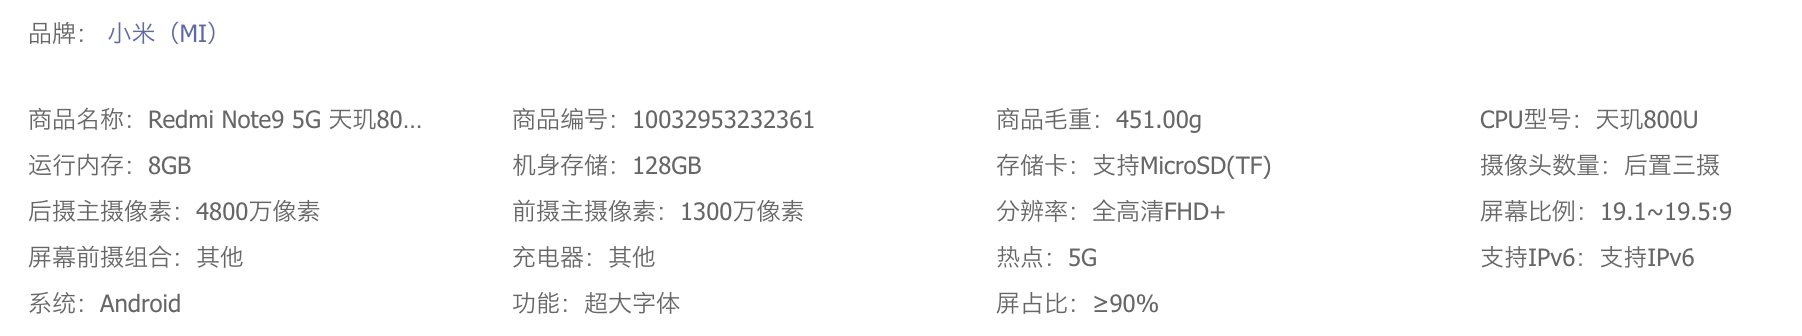 品牌： 小米（MI）
商品名称：Redmi Note9 5G 天玑80... 商品编号：10032953232361 商品毛重：451.00g CPU型号：天玑800U
运行内存：8GB 机身存储：128GB 存储卡：支持MicroSD(TF) 摄像头数量：后置三摄
后摄主摄像素：4800万像素 前摄主摄像素：1300万像素 分辨率：全高清FHD+ 屏幕比例：19.1~19.5:9
屏幕前摄组合：其他 充电器：其他 热点：5G 支持IPv6：支持IPv6
系统：Android 功能：超大字体 屏占比：≥90%